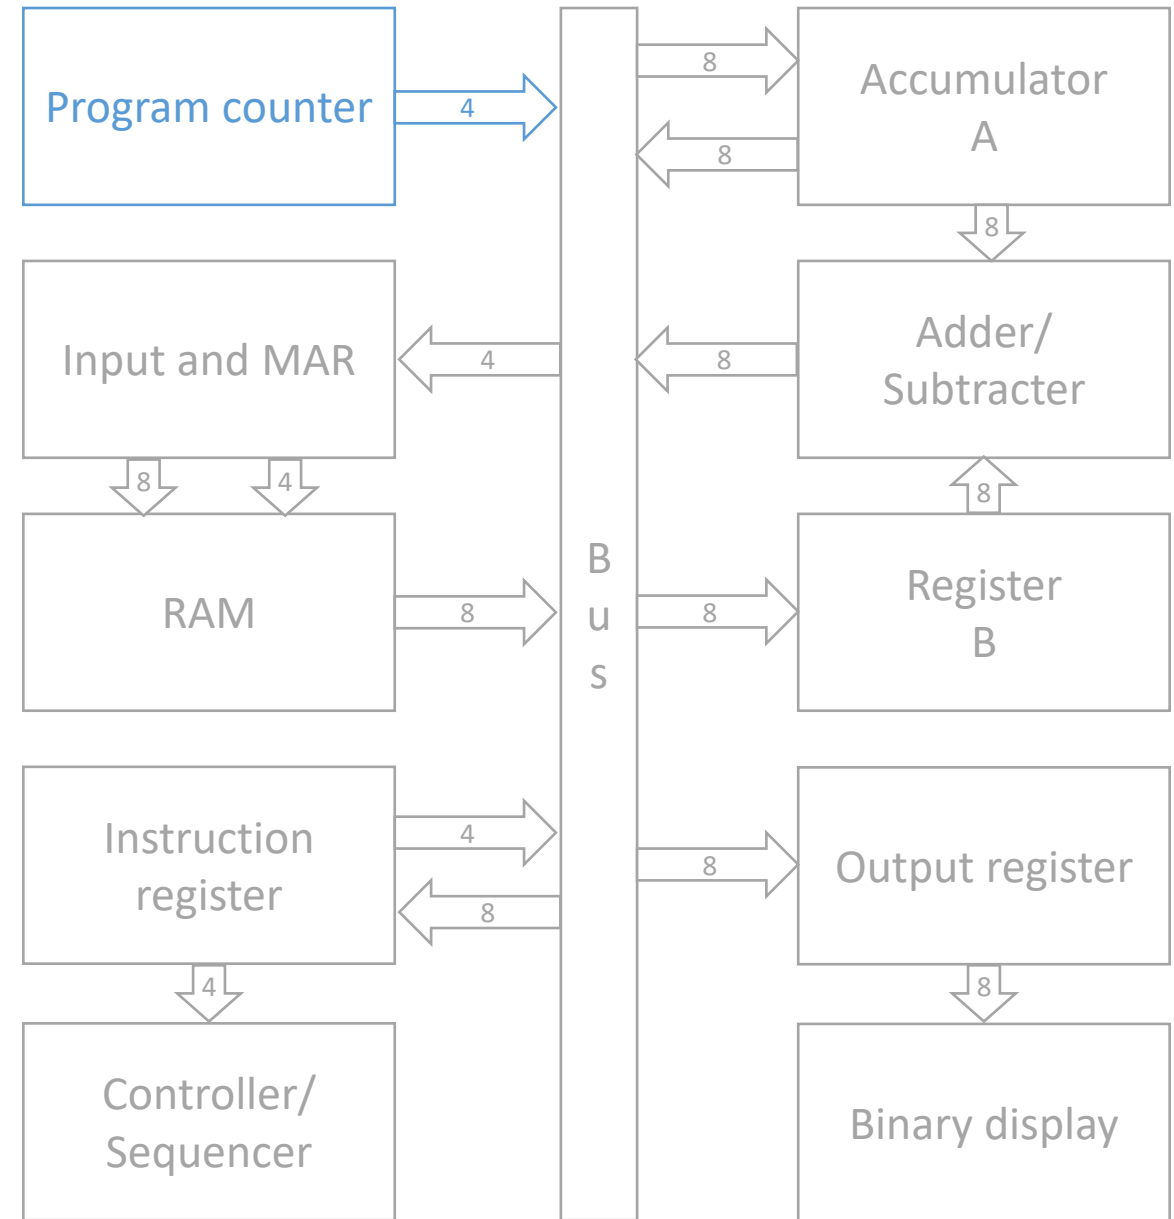 Program counter
4
8
Accumulator
A
8
8
Input and MAR
4
8
Adder/
Subtracter
8
4
8
RAM
8
B
u
s
8
Register
B
Instruction
register
4
8
8
Output register
4
8
Controller/
Sequencer
Binary display